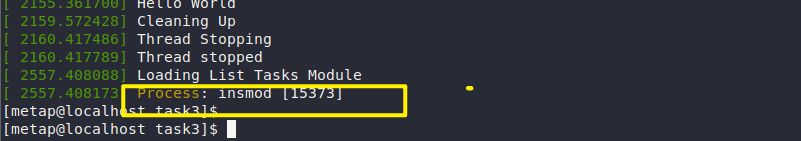 [ 2155.361700] Hello World
[ 2159.572428] Cleaning Up
[ 2160.417486] Thread Stopping
[ 2160.417789] Thread stopped
[ 2557.408088] Loading List Tasks Module
[ 2557.408173] Process: insmod [15373]
[metap@localhost task3]$
[metap@localhost task3]$